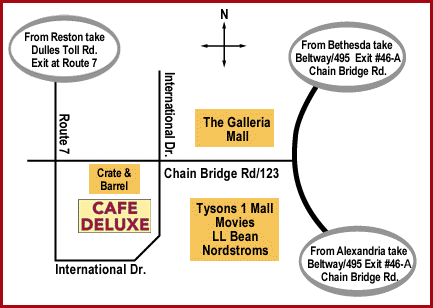 From Reston take
Dulles Toll Rd.
Exit at Route 7
N
From Bethesda take
Beltway/495 Exit #46-A
Chain Bridge Rd.
International Dr.
Route 7
The Galleria
Mall
Chain Bridge Rd/123
Crate &
Barrel
CAFE
DELUXE
Tysons 1 Mall
Movies
LL Bean
Nordstroms
International Dr.
From Alexandria take
Beltway/495 Exit #46-A
Chain Bridge Rd.